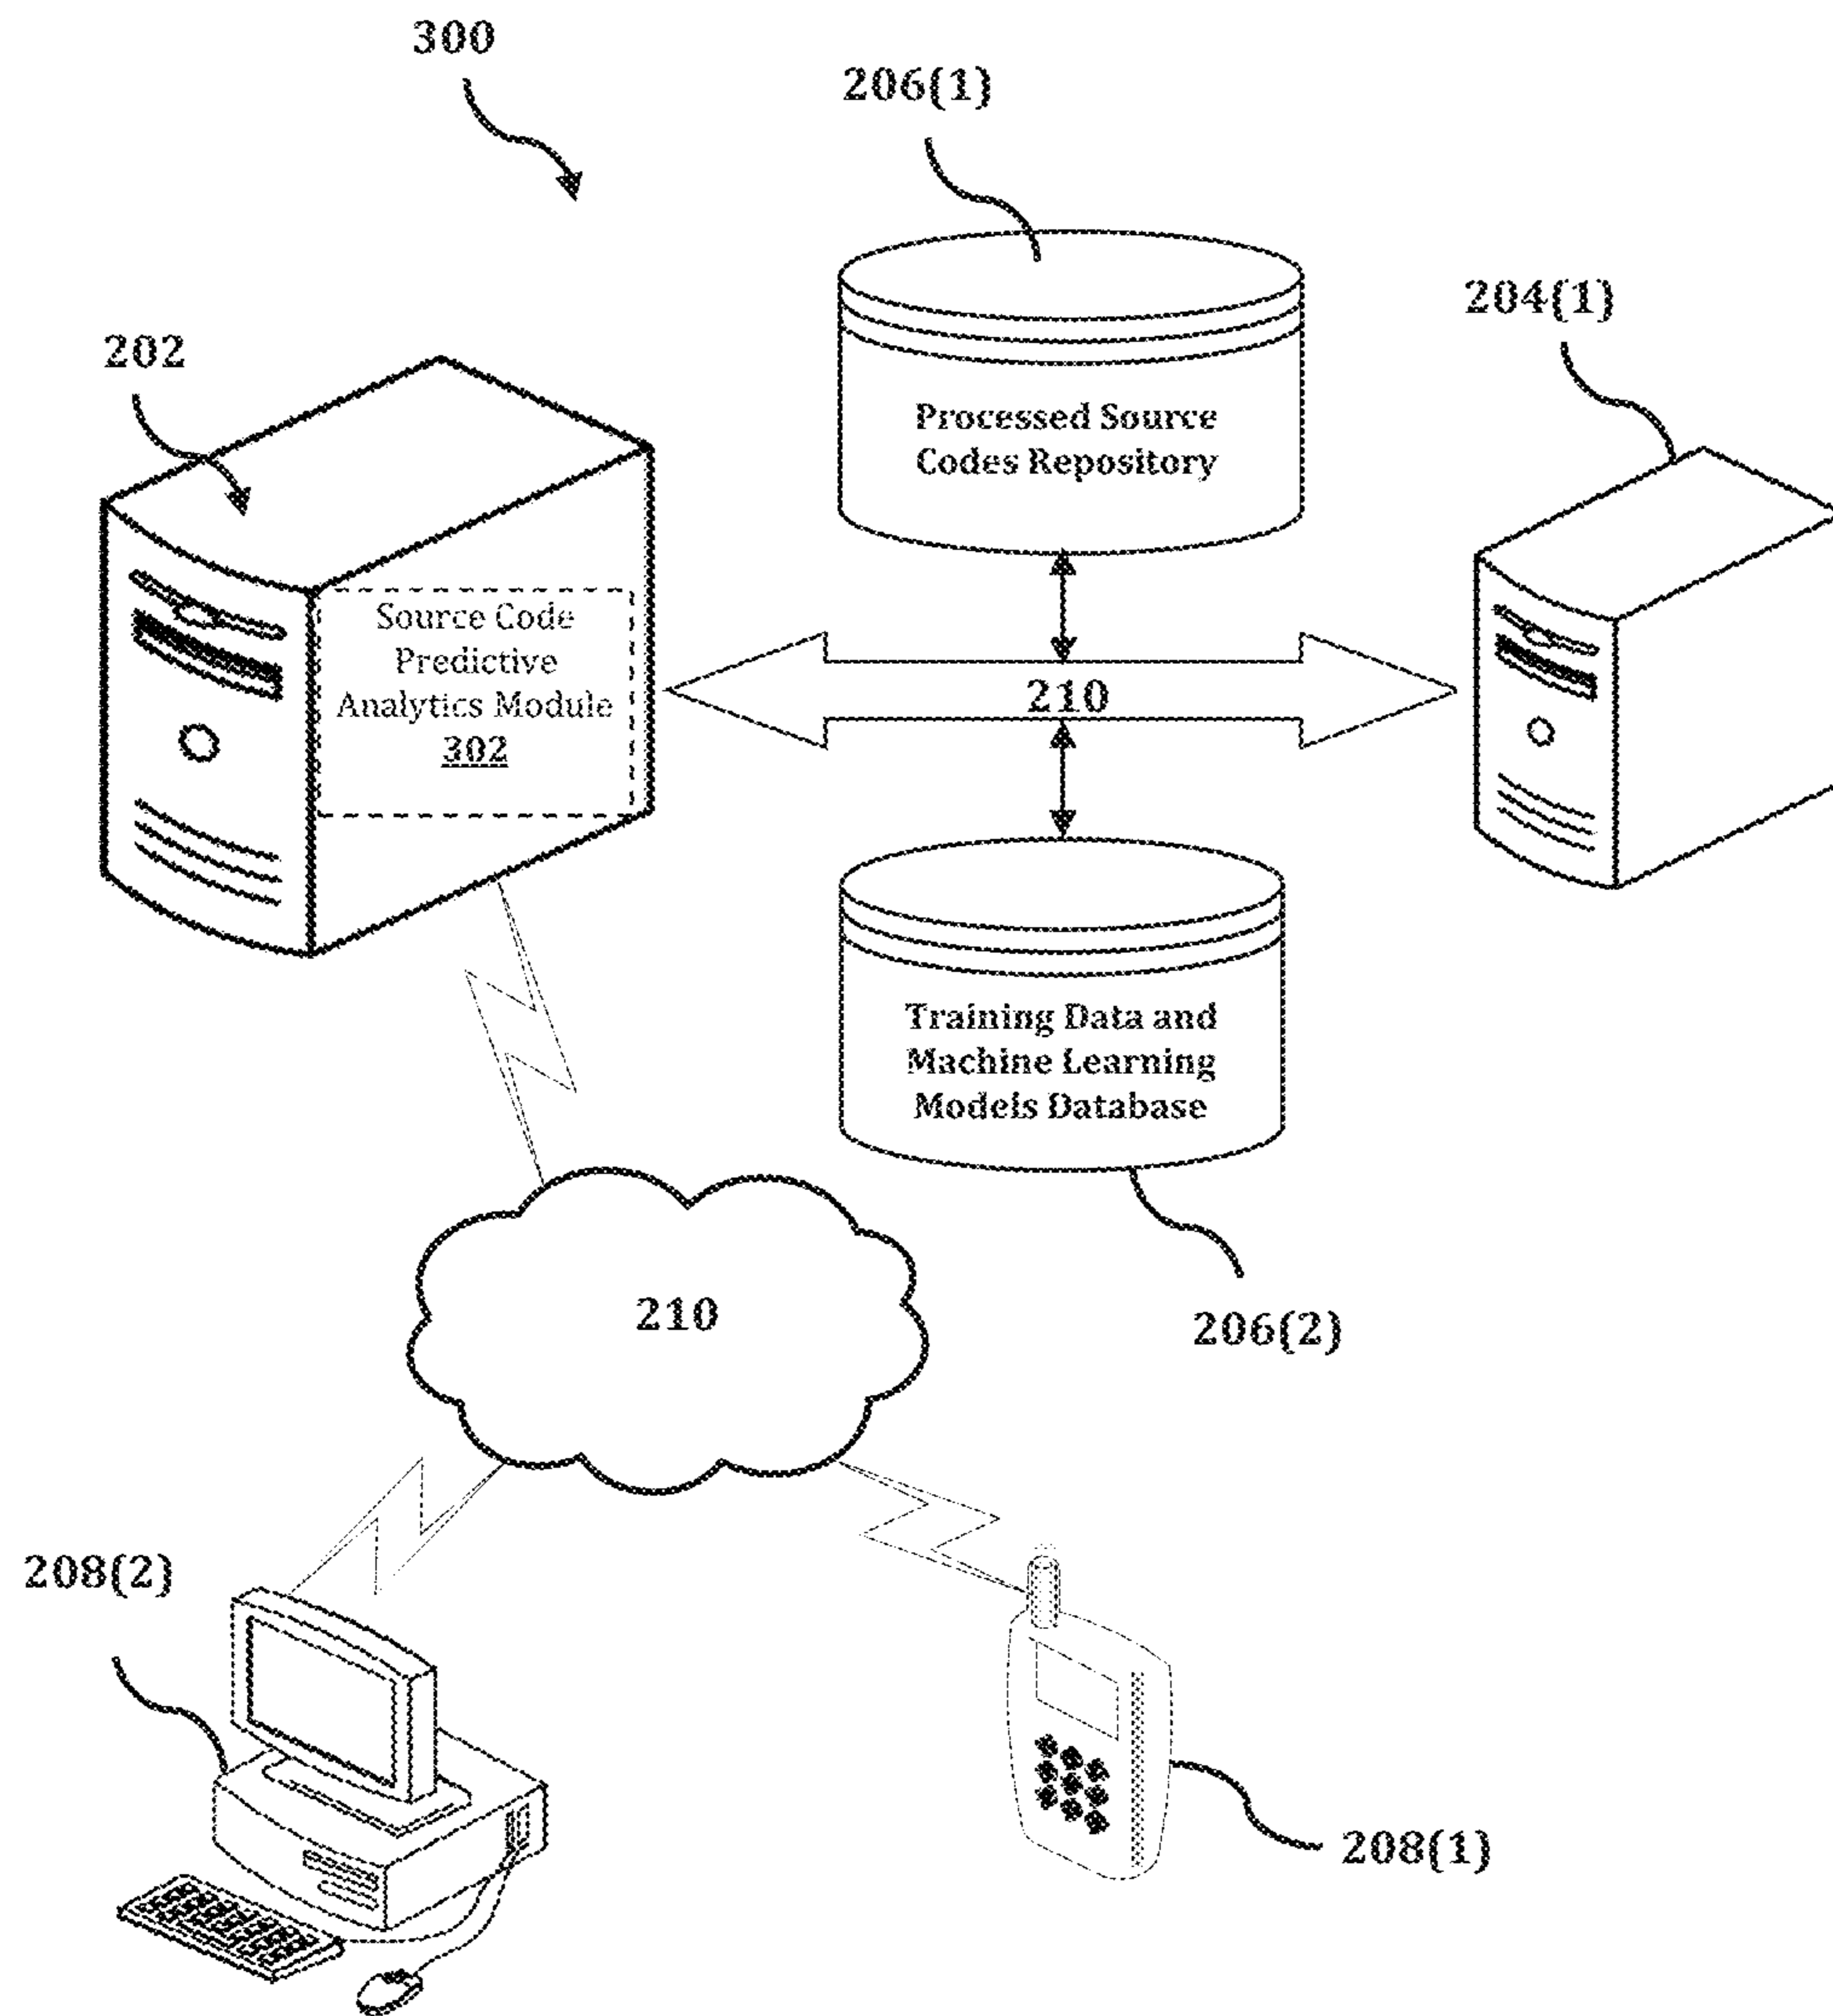 300
206(1)
204(1)
202
Processed Source
Codes Repository
Source Code
Predictive
Analytics Module
302
210
Training Data and
Machine Learning
Models Database
210
206(2)
208(2)
208(1)